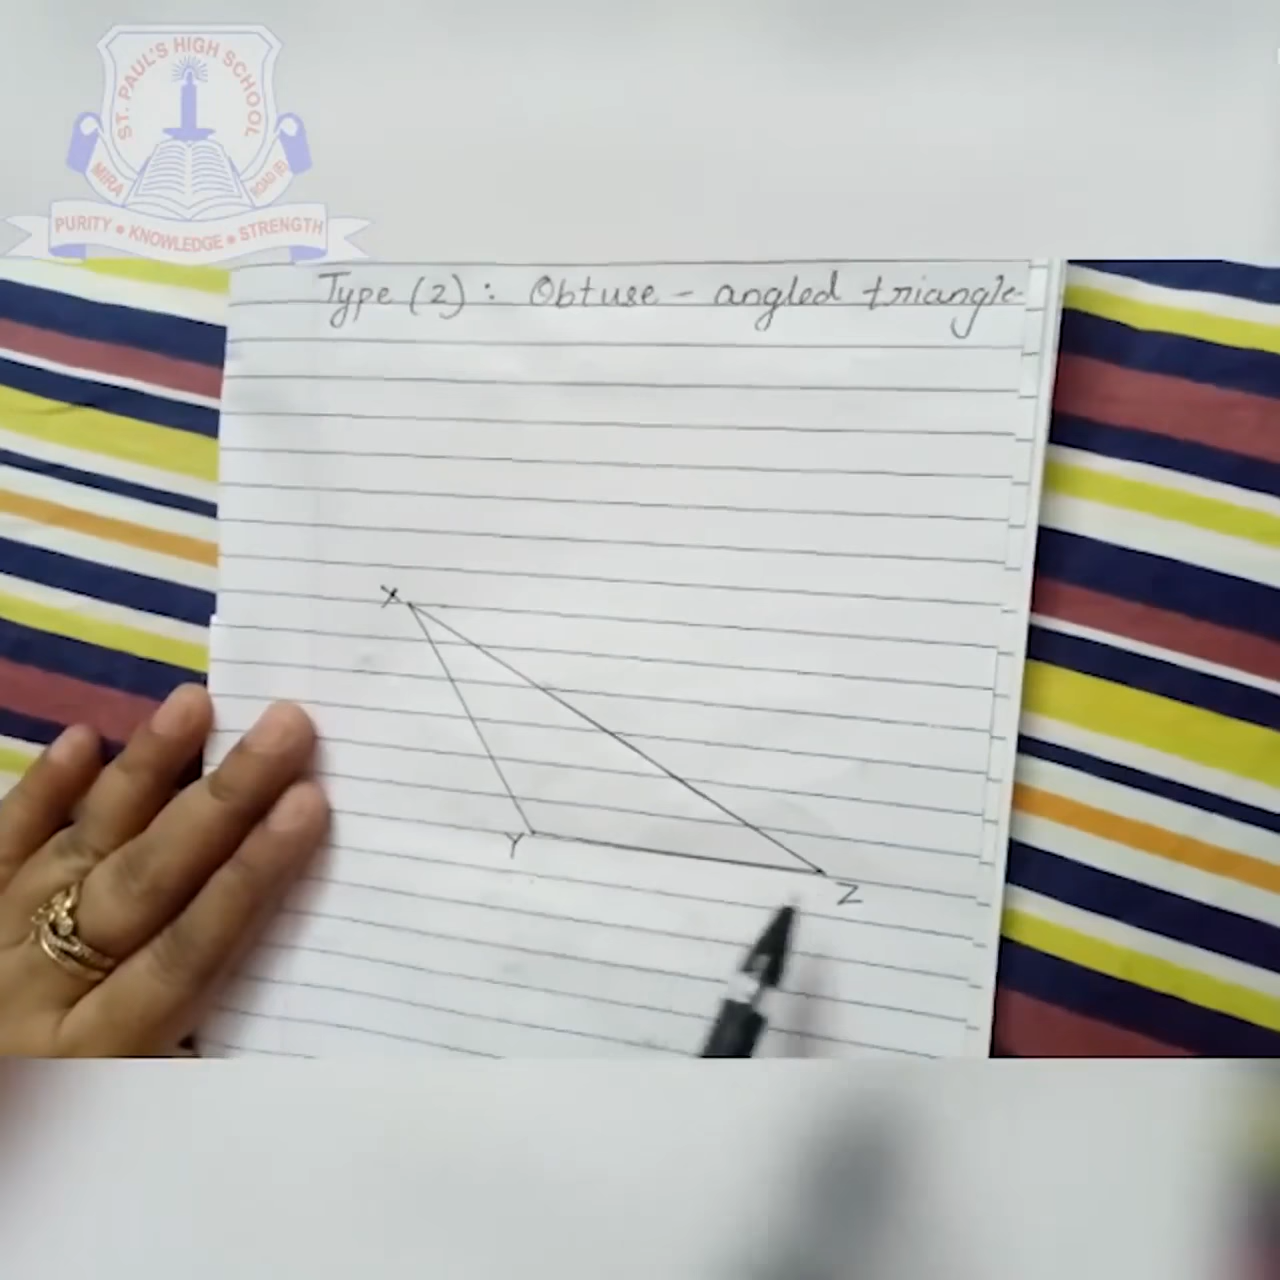 ST. PAUL'S HIGH SCHOOL
MIRA ROAD (E)
PURITY • KNOWLEDGE • STRENGTH
Type (2): Obtuse - angled triangle
X
Y
Z